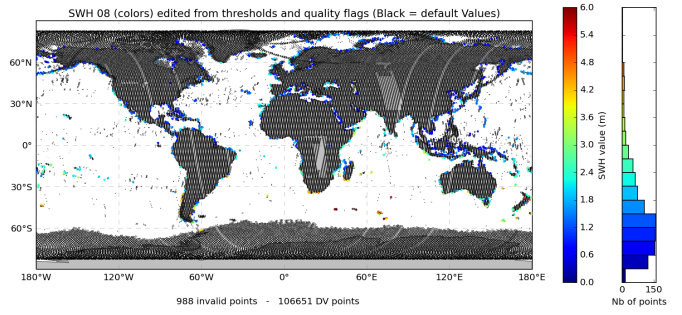 SWH 08 (colors) edited from thresholds and quality flags (Black = default Values)
60°N
30°N
0°
30°S
60°S
180°W 120°W 60°W 0° 60°E 120°E 180°E
988 invalid points - 106651 DV points
6.0
5.4
4.8
4.2
3.6
3.0
2.4
1.8
1.2
0.6
0.0
SWH value (m)
0 150
Nb of points